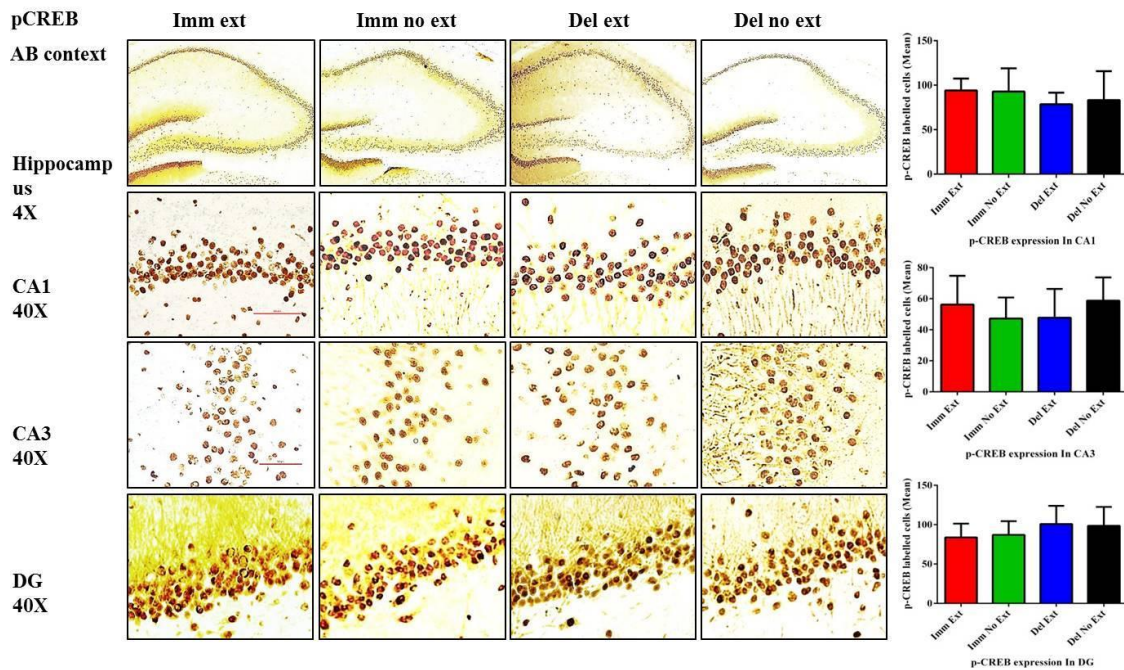 pCREB
Imm ext
Imm no ext
Del ext
Del no ext
AB context
Hippocamp
us
4X
CA1
40X
CA3
40X
DG
40X
p-CREB labelled cells (Mean)
150
100
50
0
Imm Ext
Imm No Ext
Del Ext
Del No Ext
p-CREB expression In CA1
p-CREB labelled cells (Mean)
80
60
40
20
0
Imm Ext
Imm No Ext
Del Ext
Del No Ext
p-CREB expression In CA3
p-CREB labelled cells (Mean)
150
100
50
0
Imm Ext
Imm No Ext
Del Ext
Del No Ext
p-CREB expression In DG